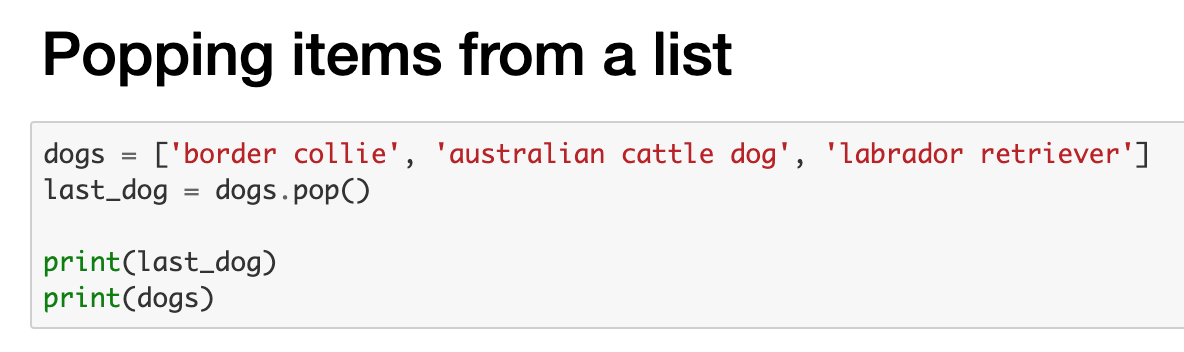 Popping items from a list
dogs = ['border collie', 'australian cattle dog', 'labrador retriever']
last_dog = dogs.pop()
print(last_dog)
print(dogs)